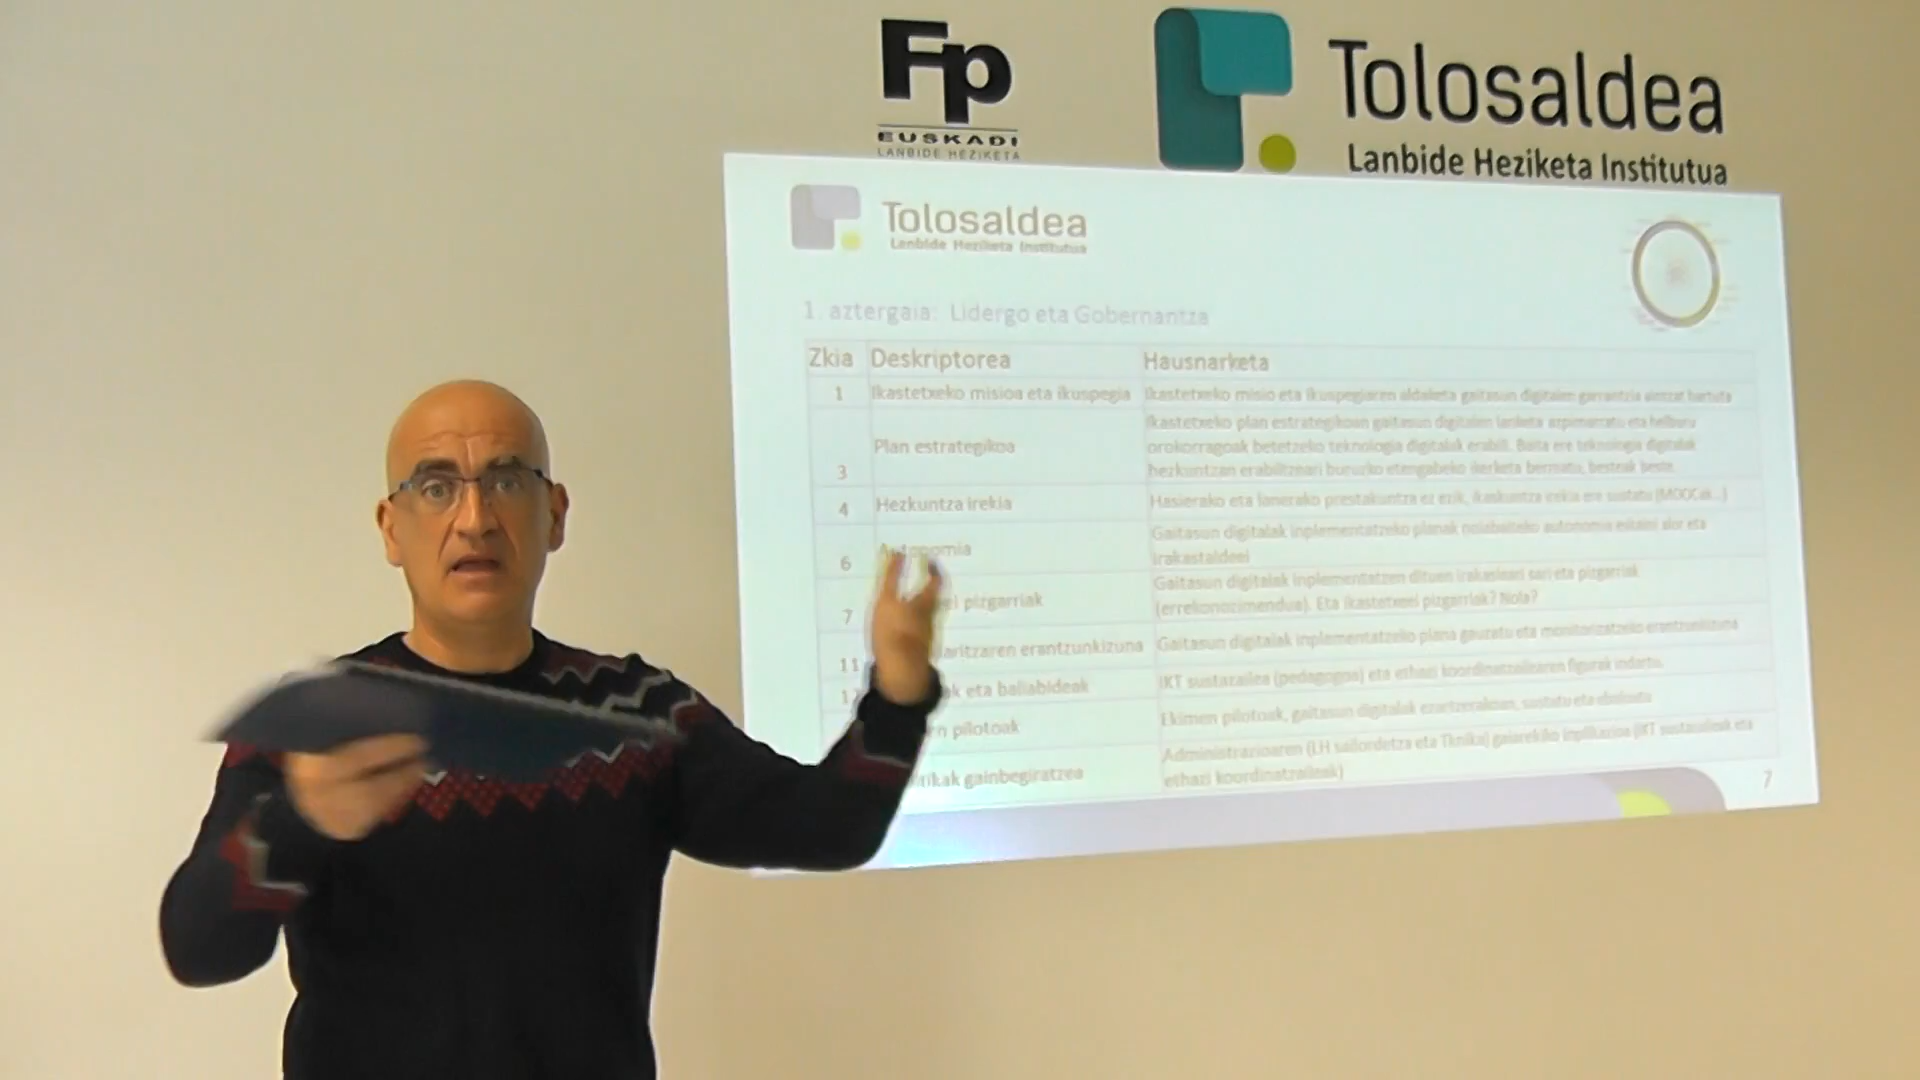 Fp
EUSKADI
LANBIDE HEZIKETA
Tolosaldea
Lanbide Heziketa Institutua
Tolosaldea
Lanbide Heziketa Institutua
1. aztergaia: Lidergo eta Gobernantza
Zkia Deskriptorea Hausnarketa
1 Ikastetxeko misioa eta ikuspegia Ikastetxeko misio eta ikuspegiaren aldaketa gaitasun digitalen garrantzia aintzat hartuta
3 Plan estrategikoa Ikastetxeko plan estrategikoan gaitasun digitalen lanketa azpimarratu eta helburu
orokorragoak betetzeko teknologia digitalak erabili. Baita ere teknologia digitalak
hezkuntzan erabiltzeari buruzko etengabeko ikerketa bermatu, besteak beste.
4 Hezkuntza irekia Hasierako eta lanerako prestakuntza ez ezik, ikaskuntza irekia ere sustatu (MOOCak...)
6 Autonomia Gaitasun digitalak inplementatzeko planak nolabaiteko autonomia eskaini alor eta
irakastaldeei
7 pizgarriak Gaitasun digitalak inplementatzen dituen irakasleari sari eta pizgarriak
(errekonozimendua). Eta ikastetxeei pizgarriak? Nola?
11 erantzunkizuna Gaitasun digitalak inplementatzeko plana gauzatu eta monitorizatzeko erantzunkizuna
eta baliabideak IKT sustatzailea (pedagogoa) eta ethazi koordinatzailearen figurak indartu.
pilotoak Ekimen pilotoak, gaitasun digitalak ezartzerakoan, sustatu eta ebaluatu
gainbegiratzea Administrazioaren (LH sailordetza eta Tknika) gaiarekiko inplikazioa (IKT sustatzaileak eta
ethazi koordinatzaileak)
7